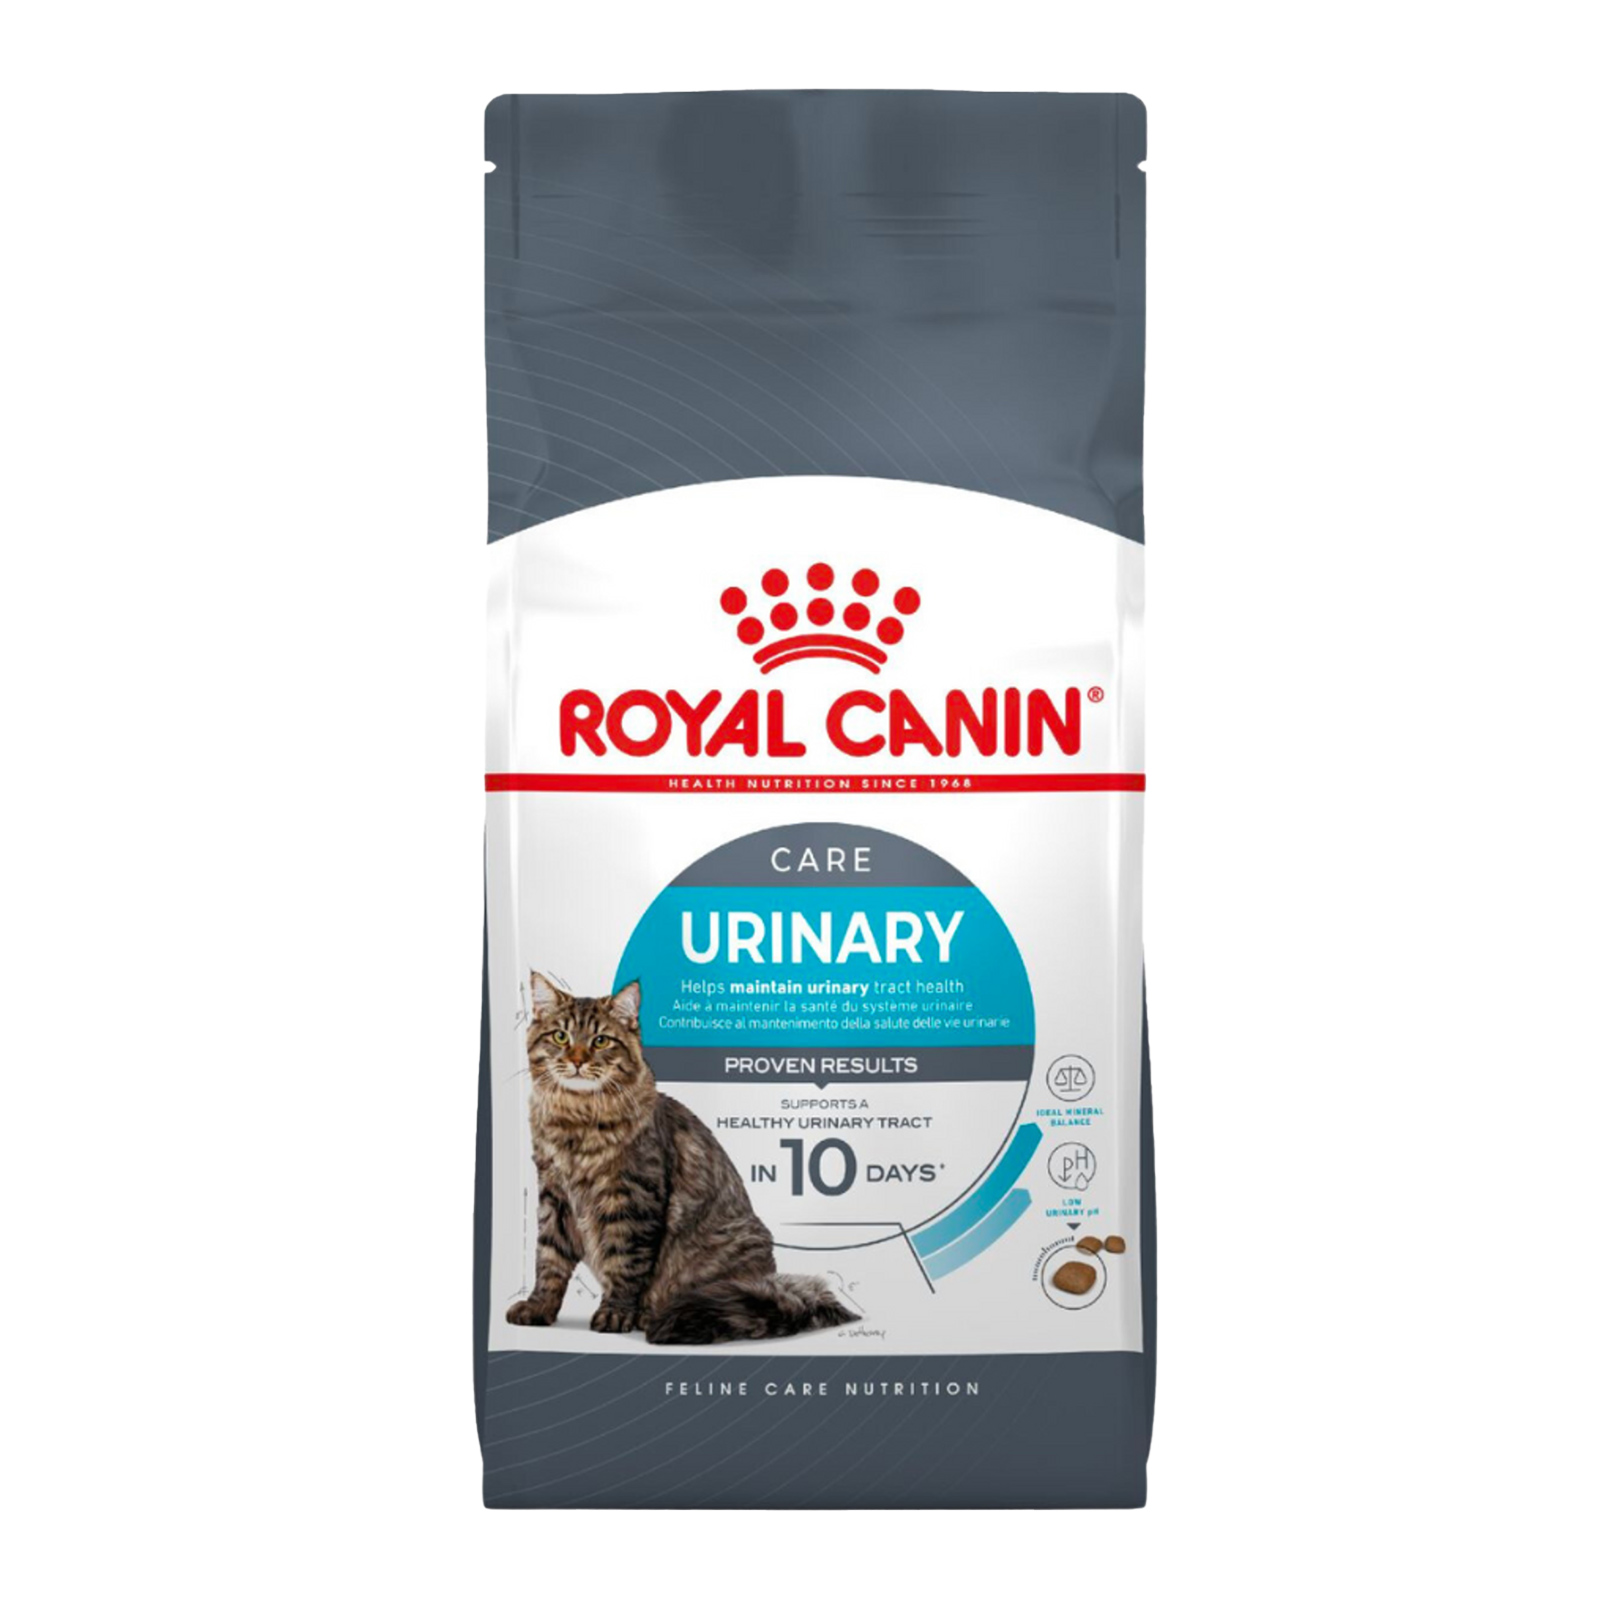 ROYAL CANIN®
HEALTH NUTRITION SINCE 1968
CARE
URINARY
Helps maintain urinary tract health
Aide à maintenir la santé du système urinaire
Contribuisce al mantenimento della salute delle vie urinarie
PROVEN RESULTS
SUPPORTS A
HEALTHY URINARY TRACT
IN 10 DAYS*
IDEAL MINERAL
BALANCE
pH
LOW
URINARY pH
FELINE CARE NUTRITION